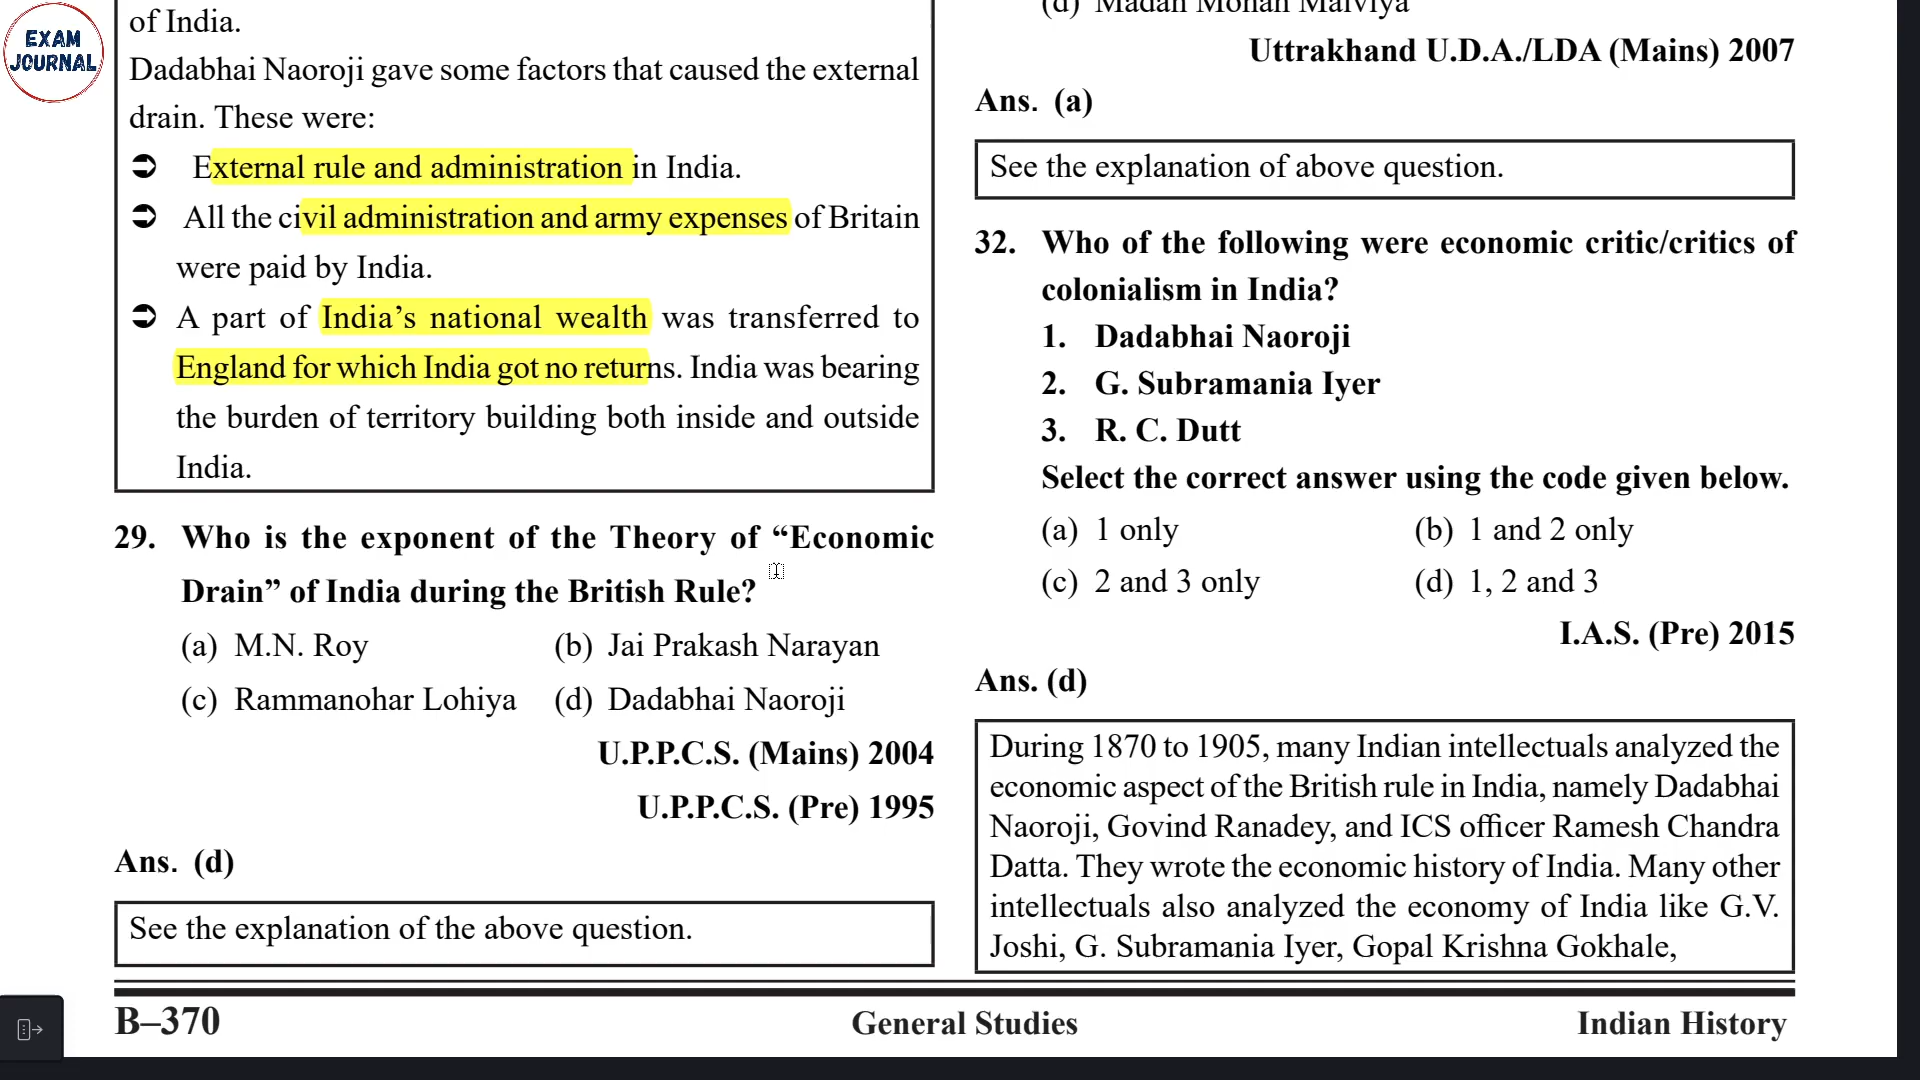 EXAM
JOURNAL
of India.
Dadabhai Naoroji gave some factors that caused the external
drain. These were:
➲ External rule and administration in India.
➲ All the civil administration and army expenses of Britain
were paid by India.
➲ A part of India’s national wealth was transferred to
England for which India got no returns. India was bearing
the burden of territory building both inside and outside
India.
29. Who is the exponent of the Theory of “Economic
Drain” of India during the British Rule?
(a) M.N. Roy (b) Jai Prakash Narayan
(c) Rammanohar Lohiya (d) Dadabhai Naoroji
U.P.P.C.S. (Mains) 2004
U.P.P.C.S. (Pre) 1995
Ans. (d)
See the explanation of the above question.
(d) Madan Mohan Malviya
Uttrakhand U.D.A./LDA (Mains) 2007
Ans. (a)
See the explanation of above question.
32. Who of the following were economic critic/critics of
colonialism in India?
1. Dadabhai Naoroji
2. G. Subramania Iyer
3. R. C. Dutt
Select the correct answer using the code given below.
(a) 1 only (b) 1 and 2 only
(c) 2 and 3 only (d) 1, 2 and 3
I.A.S. (Pre) 2015
Ans. (d)
During 1870 to 1905, many Indian intellectuals analyzed the
economic aspect of the British rule in India, namely Dadabhai
Naoroji, Govind Ranadey, and ICS officer Ramesh Chandra
Datta. They wrote the economic history of India. Many other
intellectuals also analyzed the economy of India like G.V.
Joshi, G. Subramania Iyer, Gopal Krishna Gokhale,
B–370 General Studies Indian History